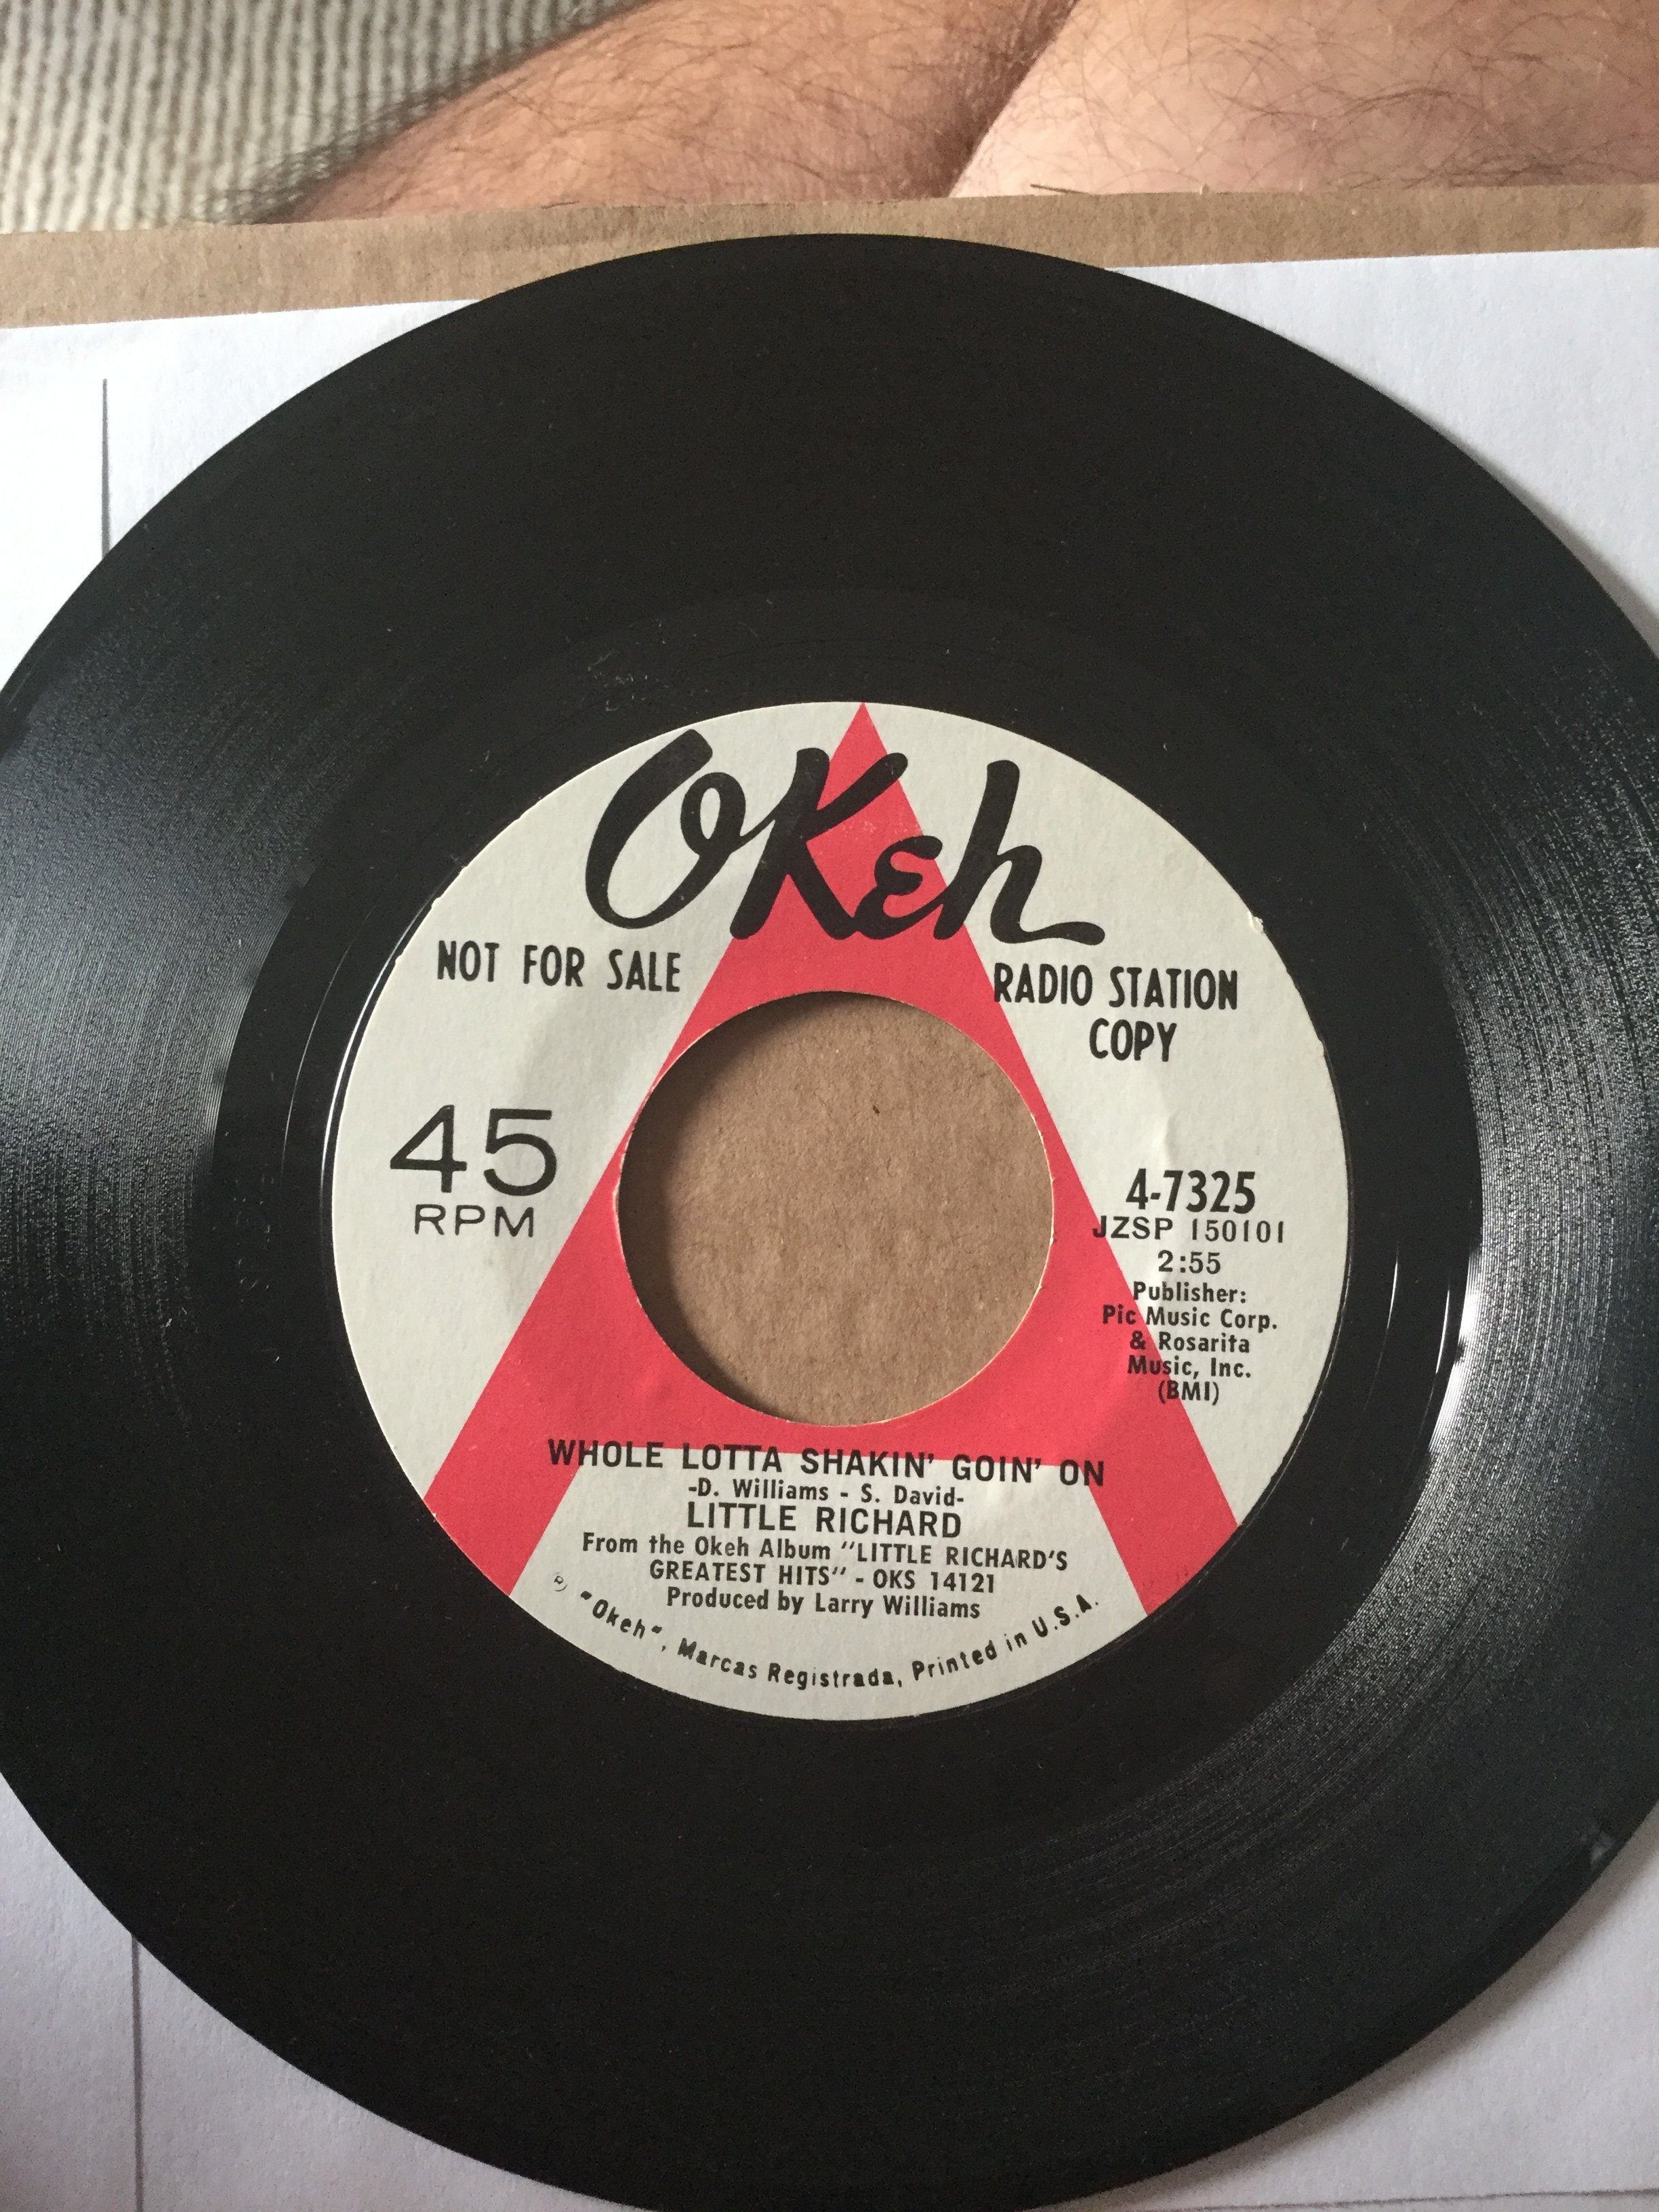 OKeh
NOT FOR SALE
RADIO STATION
COPY
45
RPM
4-7325
JZSP 150101
2:55
Publisher:
Pic Music Corp.
& Rosarita
Music, Inc.
(BMI)
WHOLE LOTTA SHAKIN' GOIN' ON
-D. Williams - S. David-
LITTLE RICHARD
From the Okeh Album "LITTLE RICHARD'S
GREATEST HITS" - OKS 14121
Produced by Larry Williams
® "Okeh", Marcas Registrada, Printed in U.S.A.